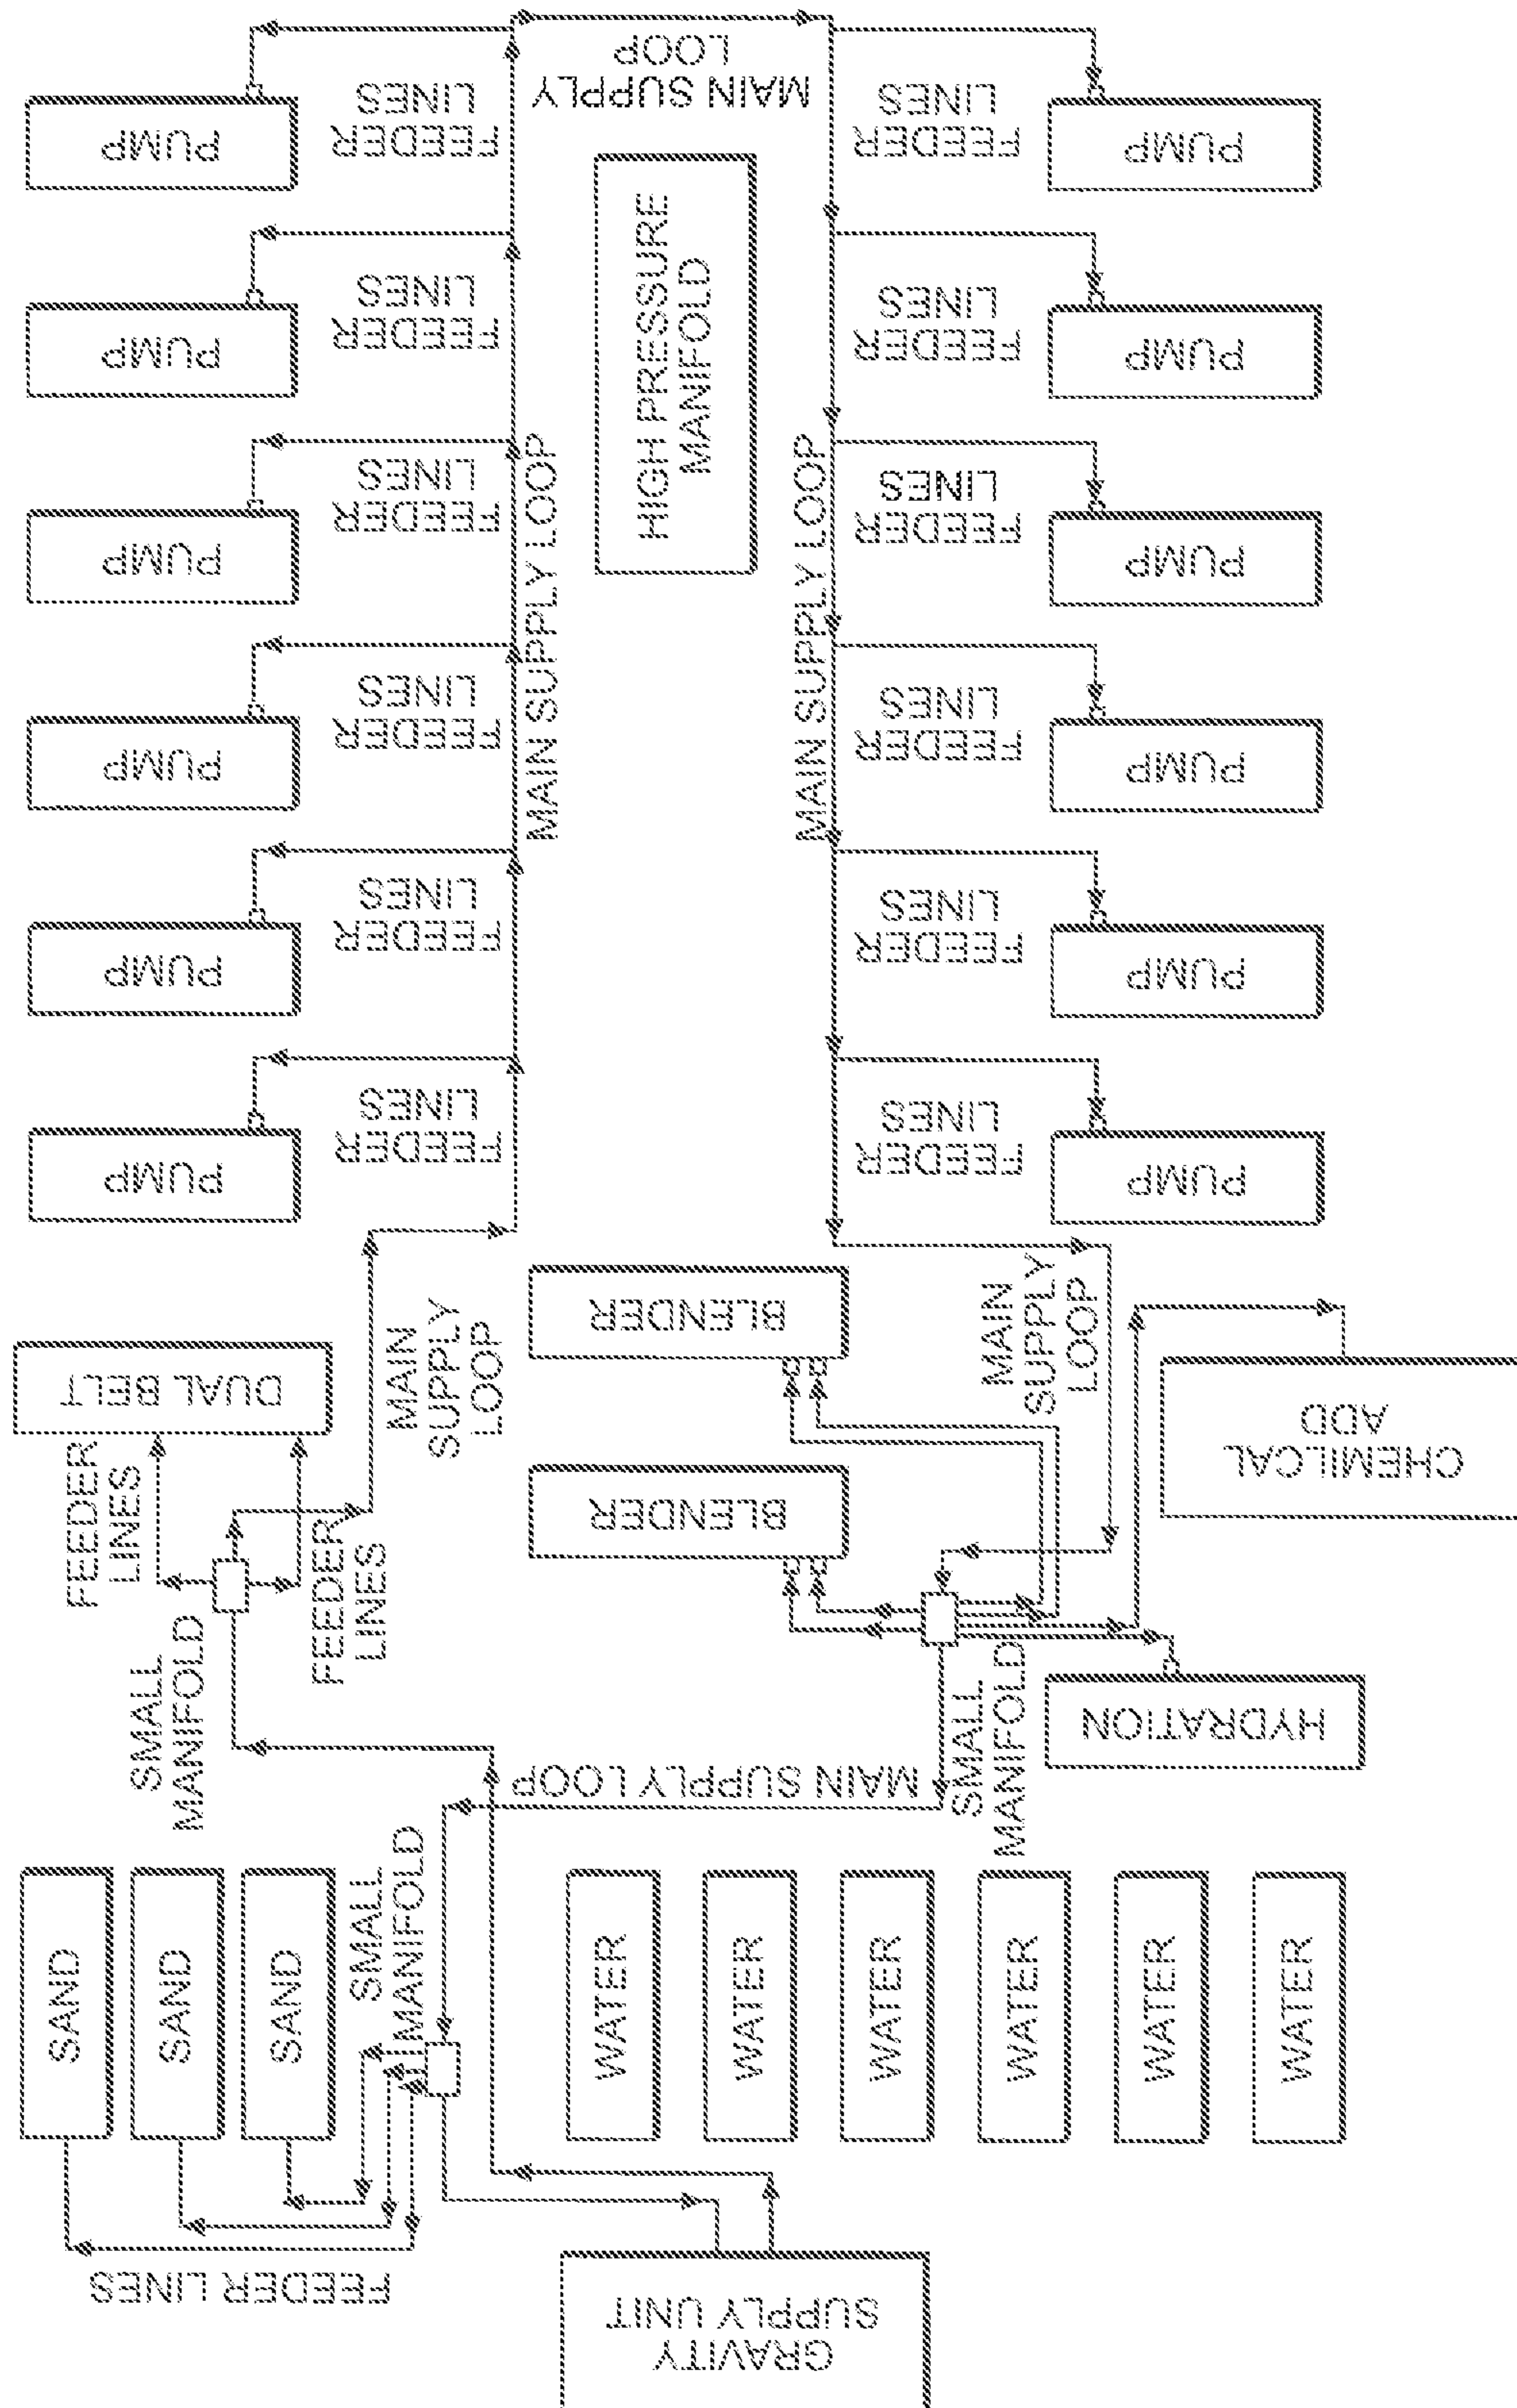 MAIN SUPPLY
LOOP
PUMP
FEEDER
LINES
FEEDER
LINES
PUMP
HIGH PRESSURE
MANIFOLD
PUMP
FEEDER
LINES
FEEDER
LINES
PUMP
PUMP
FEEDER
LINES
MAIN SUPPLY LOOP
MAIN SUPPLY LOOP
FEEDER
LINES
PUMP
PUMP
FEEDER
LINES
FEEDER
LINES
PUMP
PUMP
FEEDER
LINES
FEEDER
LINES
PUMP
PUMP
FEEDER
LINES
FEEDER
LINES
PUMP
DUAL BELT
FEEDER
LINES
FEEDER
LINES
MAIN
SUPPLY
LOOP
BLENDER
BLENDER
MAIN
SUPPLY
LOOP
CHEMILCAL
ADD
SMALL
MANIFOLD
SMALL
MANIFOLD
HYDRATION
MAIN SUPPLY LOOP
SAND
SAND
SAND
SMALL
MANIFOLD
WATER
WATER
WATER
WATER
WATER
WATER
FEEDER LINES
GRAVITY
SUPPLY UNIT